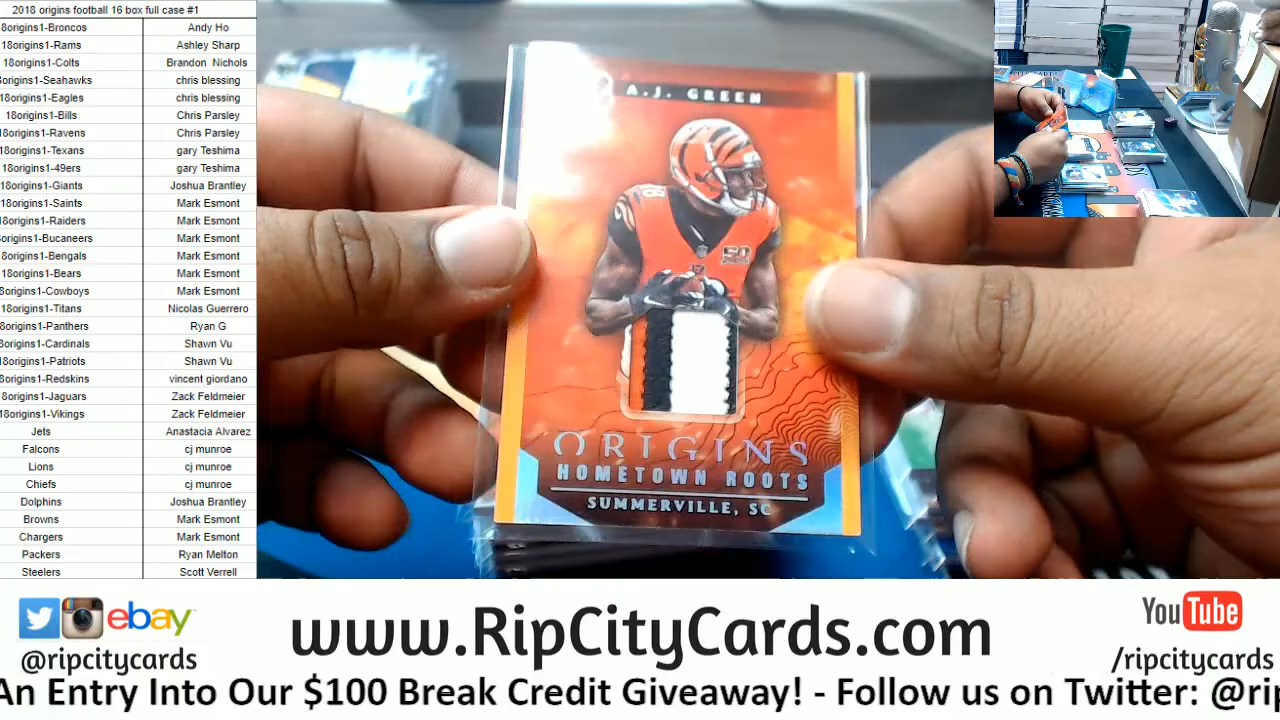 2018 origins football 16 box full case #1
8origins1-Broncos Andy Ho
18origins1-Rams Ashley Sharp
18origins1-Colts Brandon Nichols
8origins1-Seahawks chris blessing
18origins1-Eagles chris blessing
18origins1-Bills Chris Parsley
18origins1-Ravens Chris Parsley
18origins1-Texans gary Teshima
18origins1-49ers gary Teshima
18origins1-Giants Joshua Brantley
18origins1-Saints Mark Esmont
18origins1-Raiders Mark Esmont
origins1-Bucaneers Mark Esmont
8origins1-Bengals Mark Esmont
18origins1-Bears Mark Esmont
8origins1-Cowboys Mark Esmont
18origins1-Titans Nicolas Guerrero
8origins1-Panthers Ryan G
8origins1-Cardinals Shawn Vu
18origins1-Patriots Shawn Vu
8origins1-Redskins vincent giordano
8origins1-Jaguars Zack Feldmeier
18origins1-Vikings Zack Feldmeier
Jets Anastacia Alvarez
Falcons cj munroe
Lions cj munroe
Chiefs cj munroe
Dolphins Joshua Brantley
Browns Mark Esmont
Chargers Mark Esmont
Packers Ryan Melton
Steelers Scott Verrell
A.J. GREEN
18
50
ORIGINS
HOMETOWN ROOTS
SUMMERVILLE, SC
ebay
@ripcitycards
www.RipCityCards.com
YouTube
/ripcitycards
An Entry Into Our $100 Break Credit Giveaway! - Follow us on Twitter: @rip